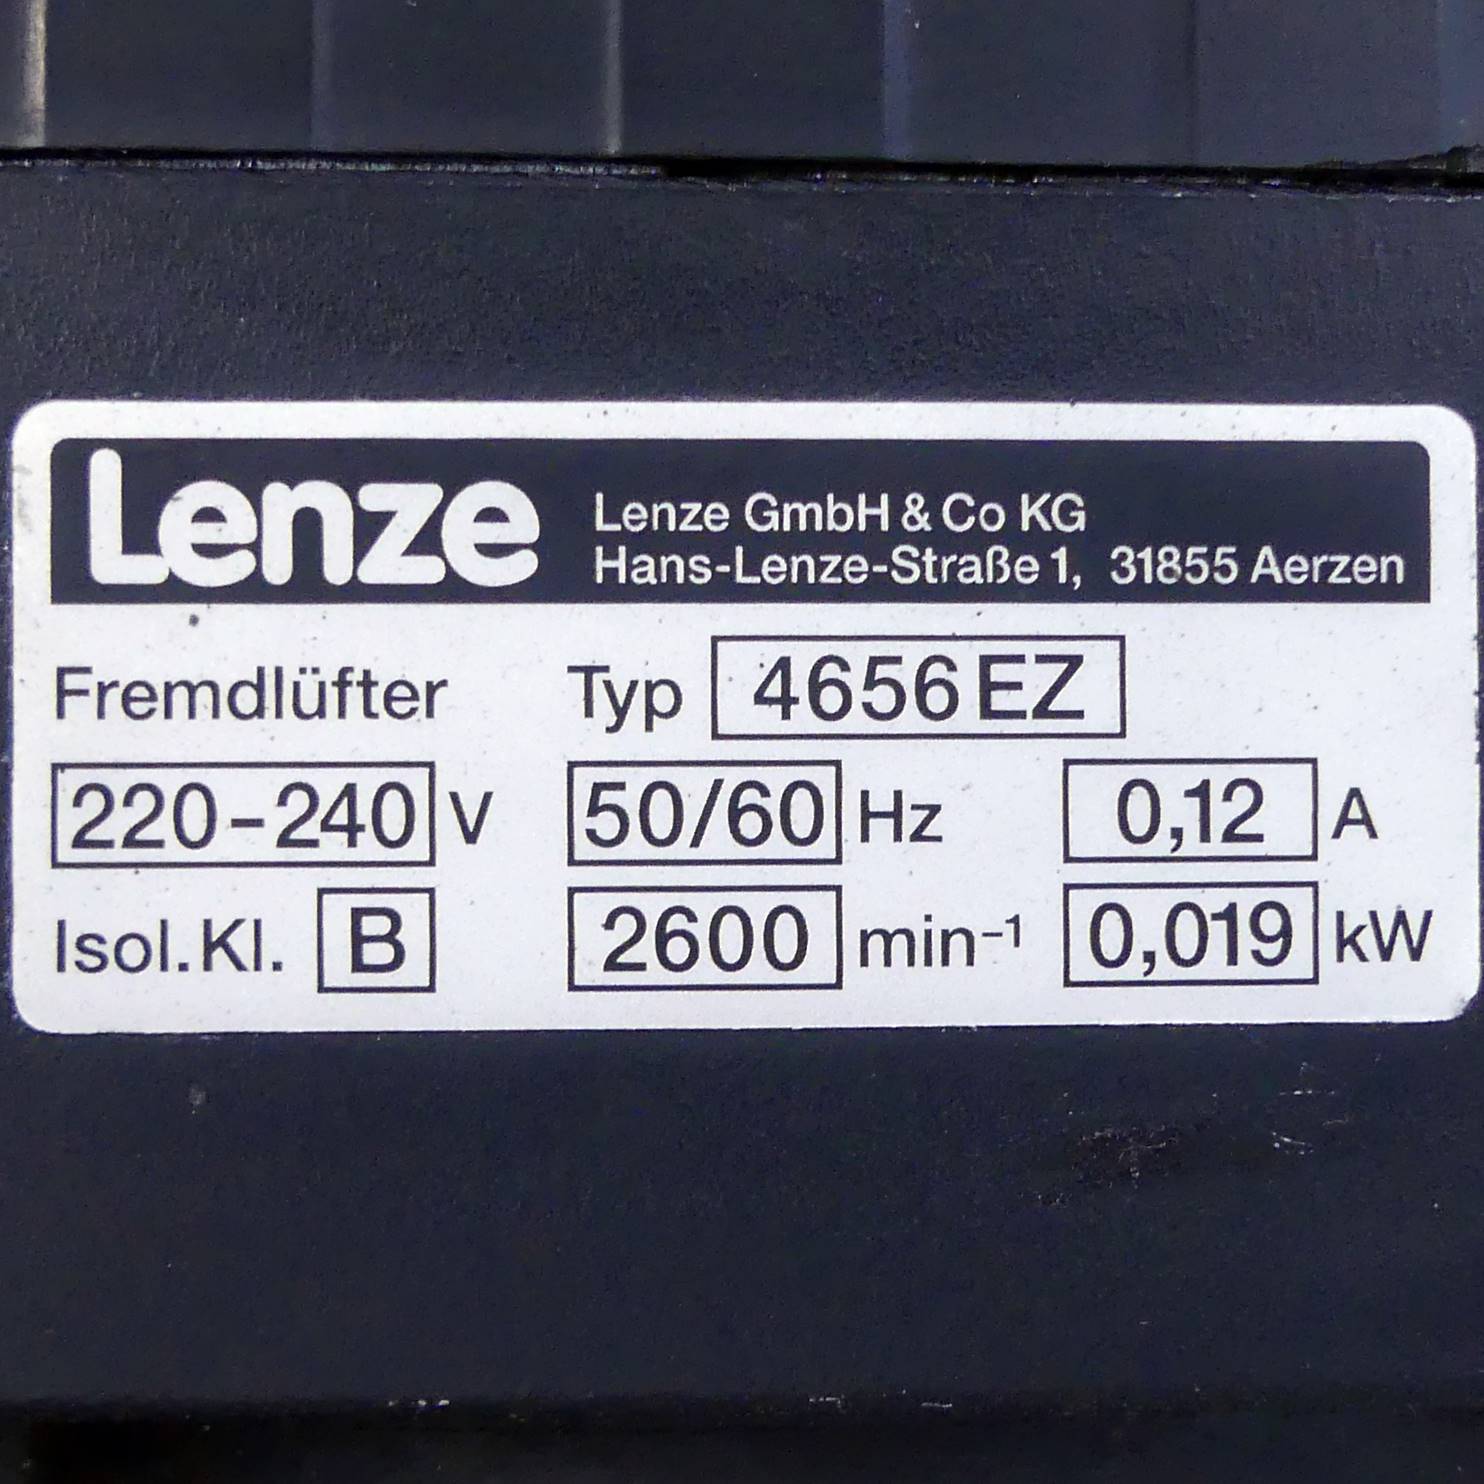 Lenze
Lenze GmbH & Co KG
Hans-Lenze-Straße 1, 31855 Aerzen
Fremdlüfter Typ 4656 EZ
220-240 V 50/60 Hz 0,12 A
Isol.Kl. B 2600 min⁻¹ 0,019 kW